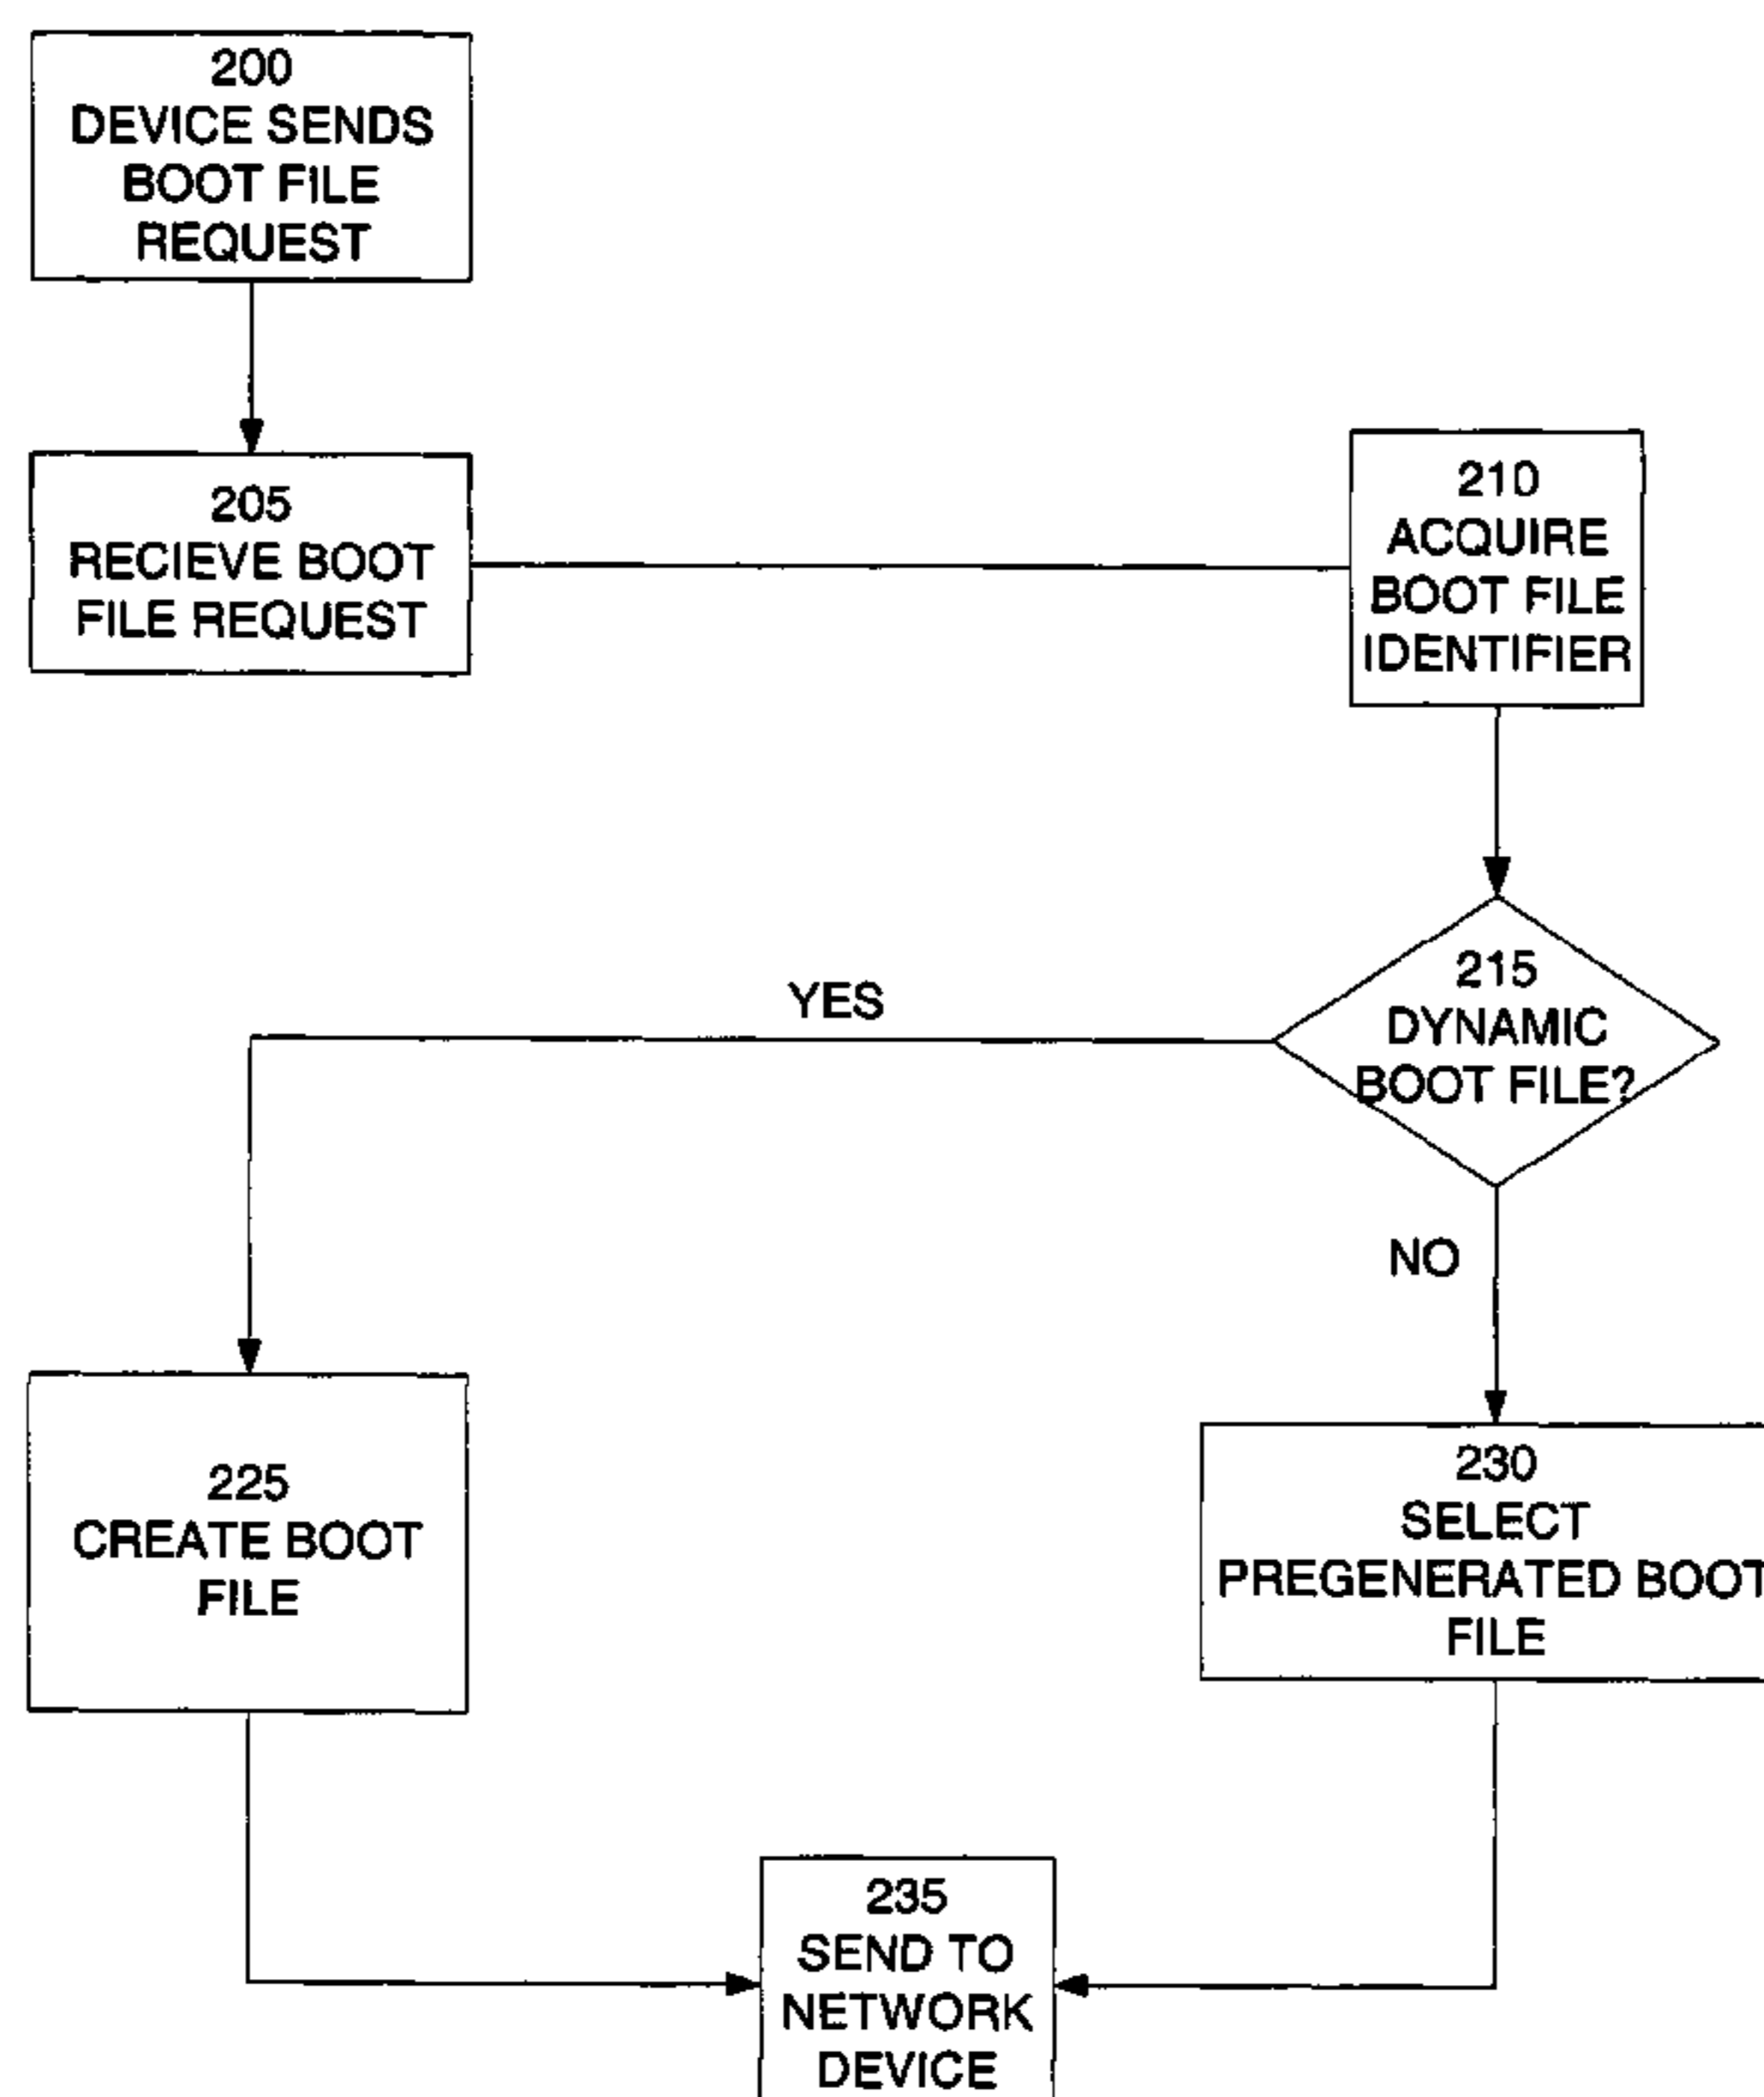 200
DEVICE SENDS
BOOT FILE
REQUEST
205
RECIEVE BOOT
FILE REQUEST
210
ACQUIRE
BOOT FILE
IDENTIFIER
215
DYNAMIC
BOOT FILE?
YES
NO
225
CREATE BOOT
FILE
230
SELECT
PREGENERATED BOOT
FILE
235
SEND TO
NETWORK
DEVICE